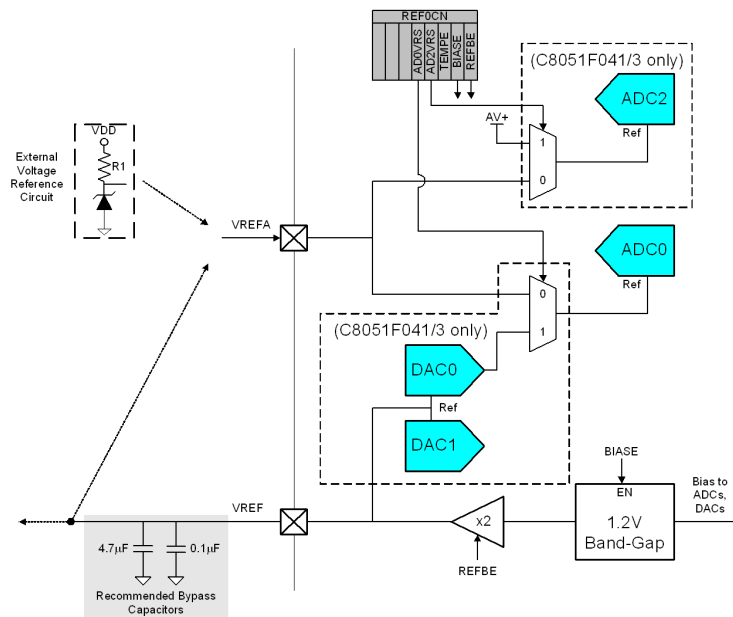 REF0CN
AD0VRS
AD2VRS
TEMPE
BIASE
REFBE
(C8051F041/3 only)
ADC2
Ref
AV+
1
0
VDD
R1
External
Voltage
Reference
Circuit
VREFA
ADC0
Ref
0
1
(C8051F041/3 only)
DAC0
Ref
DAC1
BIASE
EN
1.2V
Band-Gap
Bias to
ADCs,
DACs
x2
REFBE
VREF
4.7µF
0.1µF
Recommended Bypass
Capacitors